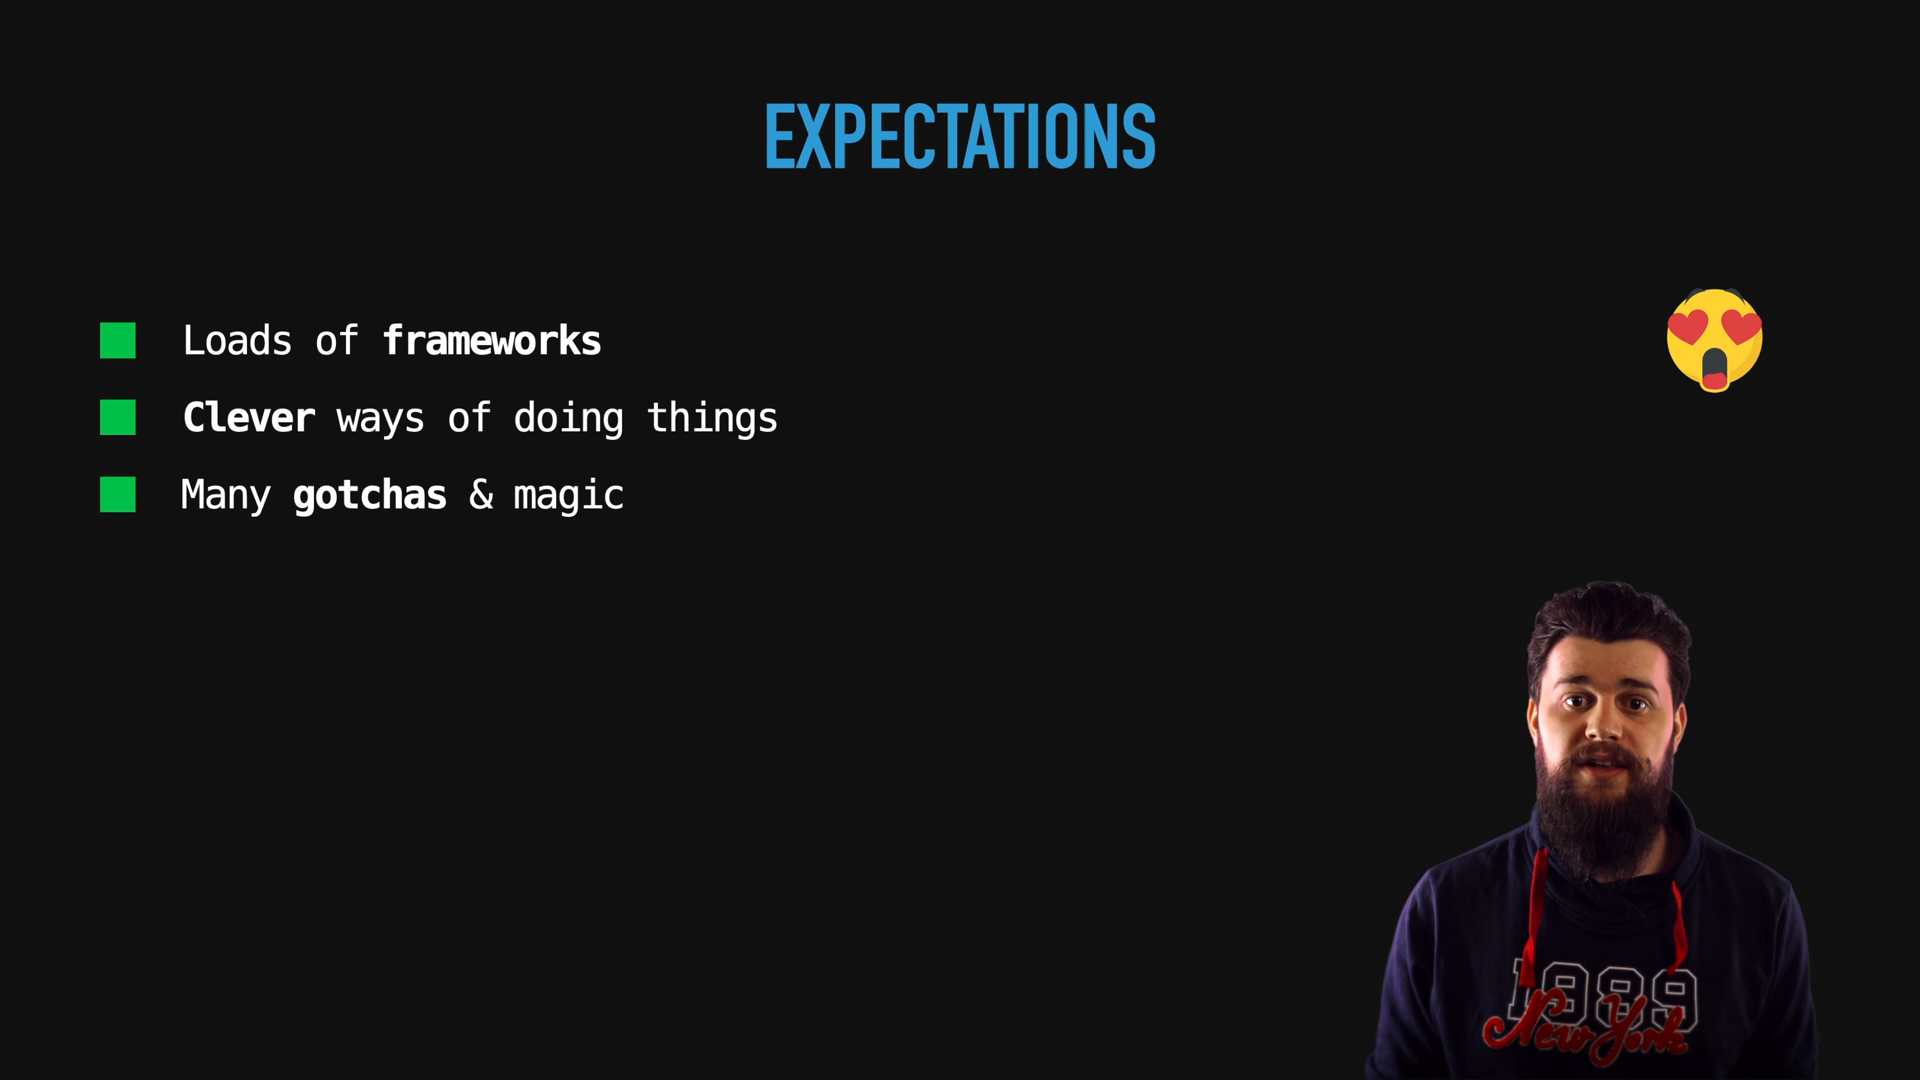 EXPECTATIONS
Loads of frameworks
Clever ways of doing things
Many gotchas & magic
1989
New York